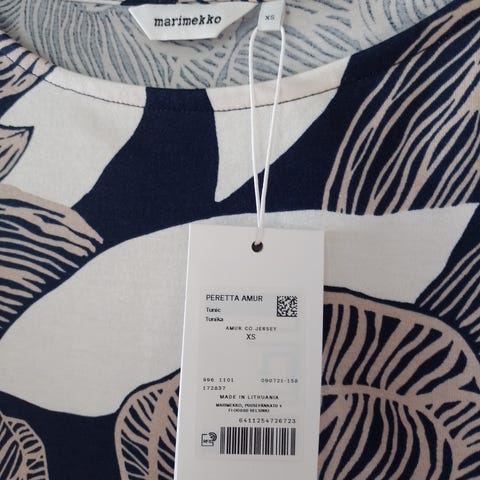 marimekko
XS
PERETTA AMUR
Tunic
Tunika
AMUR CO.JERSEY
XS
996 1101 090721-158
172837
MADE IN LITHUANIA
MARIMEKKO, PUUSEPÄNKATU 4
FI-00880 HELSINKI
6411254726723